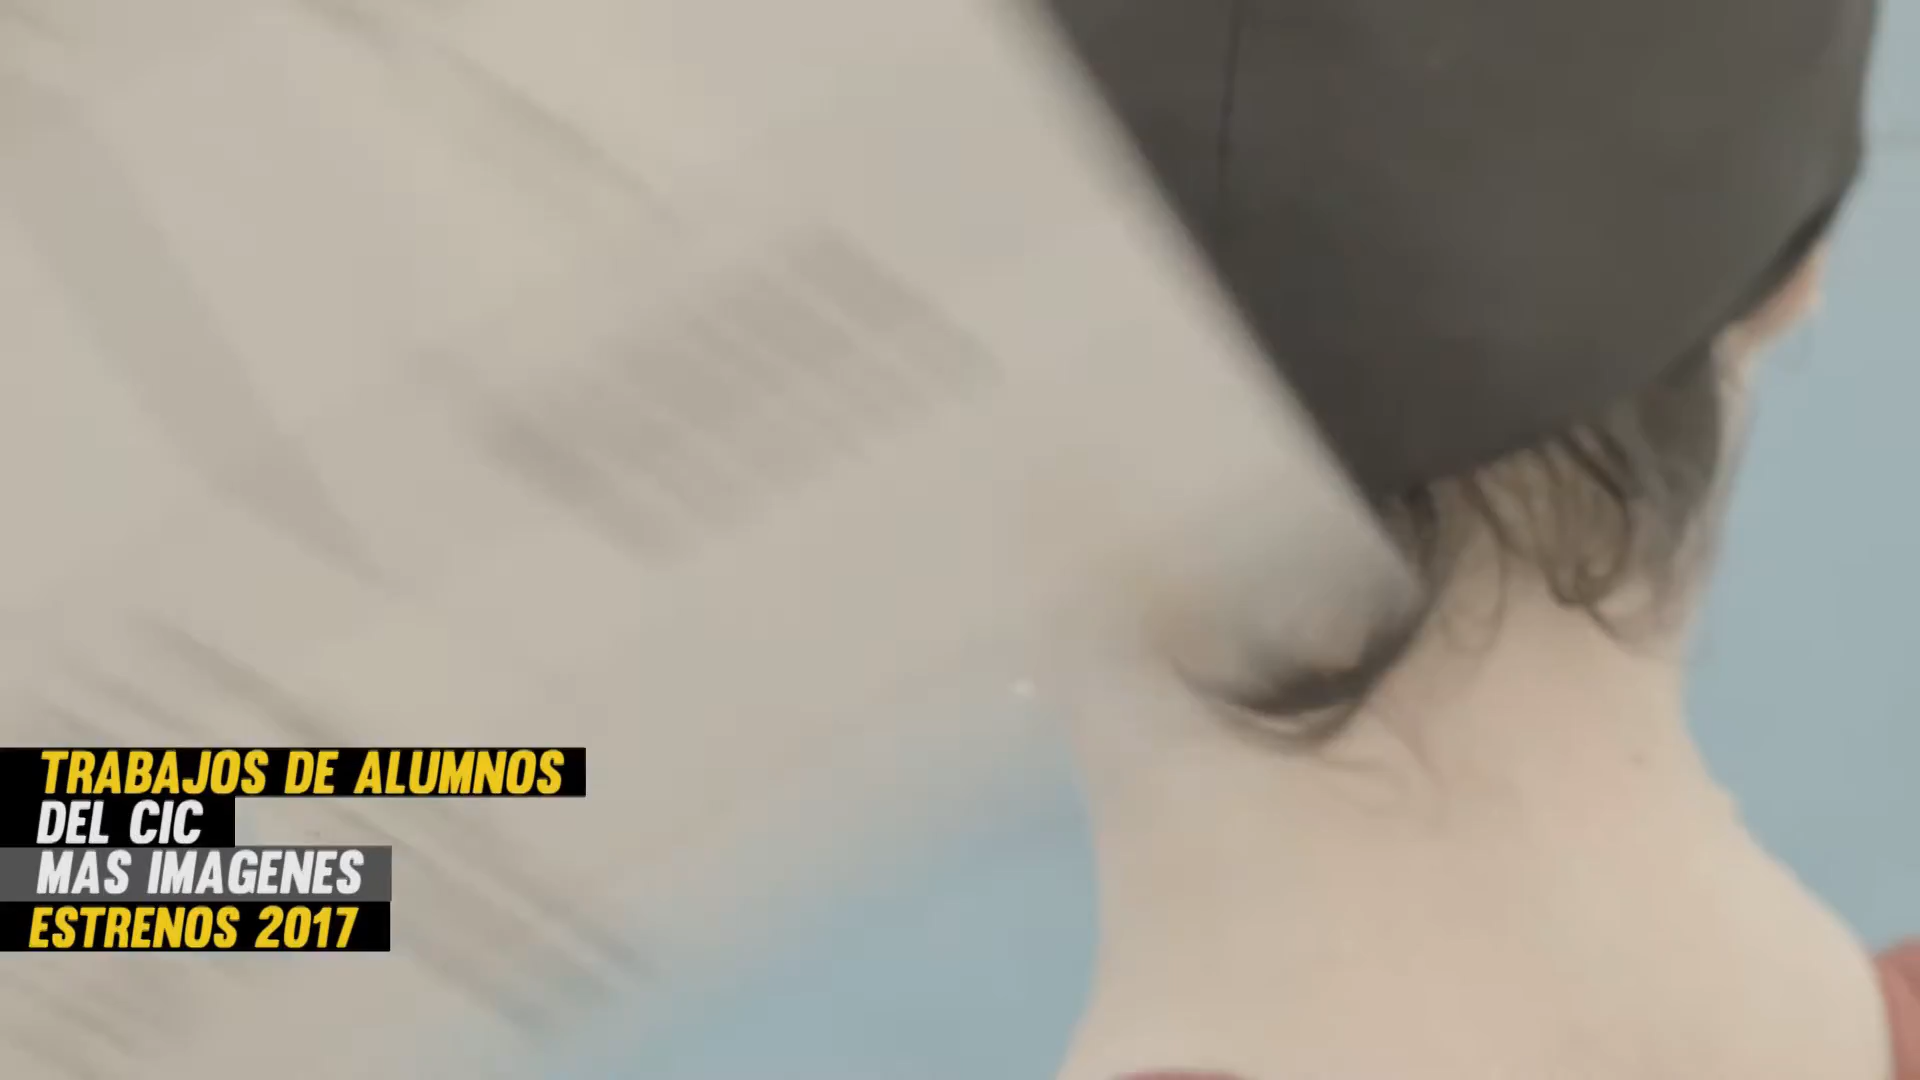 TRABAJOS DE ALUMNOS
DEL CIC
MAS IMAGENES
ESTRENOS 2017